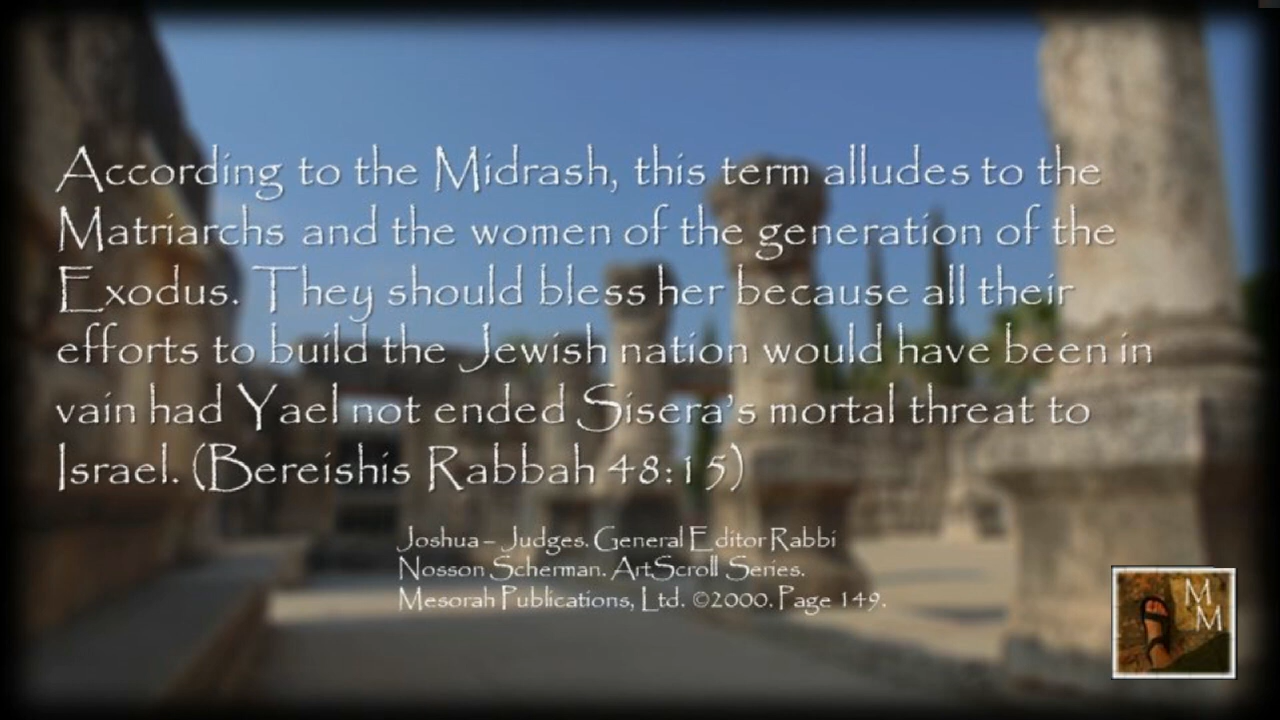 According to the Midrash, this term alludes to the
Matriarchs and the women of the generation of the
Exodus. They should bless her because all their
efforts to build the Jewish nation would have been in
vain had Yael not ended Sisera's mortal threat to
Israel. (Bereishis Rabbah 48:15)
Joshua – Judges. General Editor Rabbi
Nosson Scherman. ArtScroll Series.
Mesorah Publications, Ltd. ©2000. Page 149.
M
M